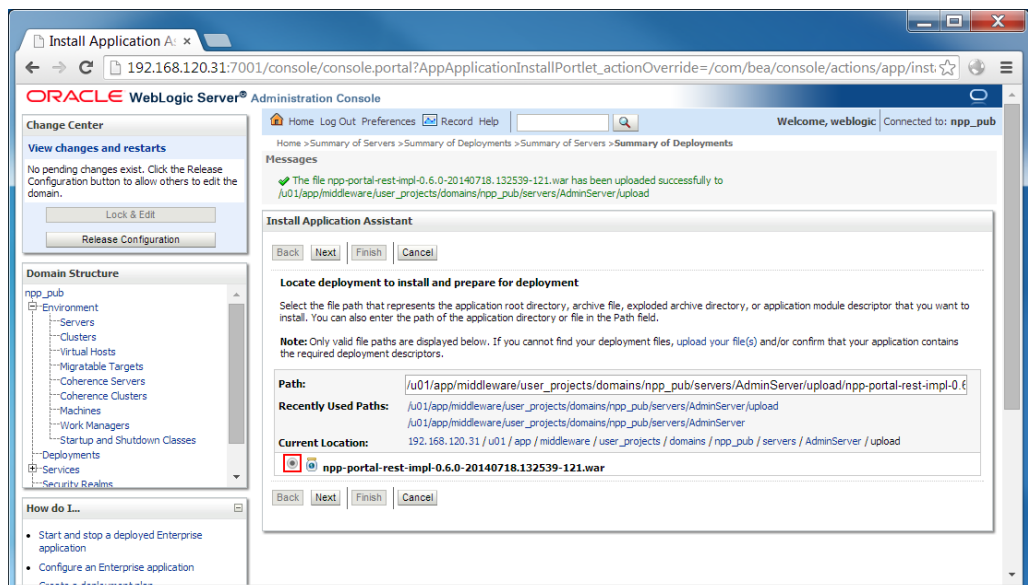 Install Application A
192.168.120.31:7001/console/console.portal?AppApplicationInstallPortlet_actionOverride=/com/bea/console/actions/app/inst
ORACLE WebLogic Server® Administration Console
Change Center
View changes and restarts
No pending changes exist. Click the Release
Configuration button to allow others to edit the
domain.
Lock & Edit
Release Configuration
Domain Structure
npp_pub
Environment
Servers
Clusters
Virtual Hosts
Migratable Targets
Coherence Servers
Coherence Clusters
Machines
Work Managers
Startup and Shutdown Classes
Deployments
Services
Security Realms
How do I...
Start and stop a deployed Enterprise
application
Configure an Enterprise application
Create a deployment plan
Home Log Out Preferences Record Help
Welcome, weblogic Connected to: npp_pub
Home >Summary of Servers >Summary of Deployments >Summary of Servers >Summary of Deployments
Messages
The file npp-portal-rest-impl-0.6.0-20140718.132539-121.war has been uploaded successfully to
/u01/app/middleware/user_projects/domains/npp_pub/servers/AdminServer/upload
Install Application Assistant
Back Next Finish Cancel
Locate deployment to install and prepare for deployment
Select the file path that represents the application root directory, archive file, exploded archive directory, or application module descriptor that you want to
install. You can also enter the path of the application directory or file in the Path field.
Note: Only valid file paths are displayed below. If you cannot find your deployment files, upload your file(s) and/or confirm that your application contains
the required deployment descriptors.
Path: /u01/app/middleware/user_projects/domains/npp_pub/servers/AdminServer/upload/npp-portal-rest-impl-0.6
Recently Used Paths: /u01/app/middleware/user_projects/domains/npp_pub/servers/AdminServer/upload
/u01/app/middleware/user_projects/domains/npp_pub/servers/AdminServer
Current Location: 192.168.120.31 / u01 / app / middleware / user_projects / domains / npp_pub / servers / AdminServer / upload
npp-portal-rest-impl-0.6.0-20140718.132539-121.war
Back Next Finish Cancel